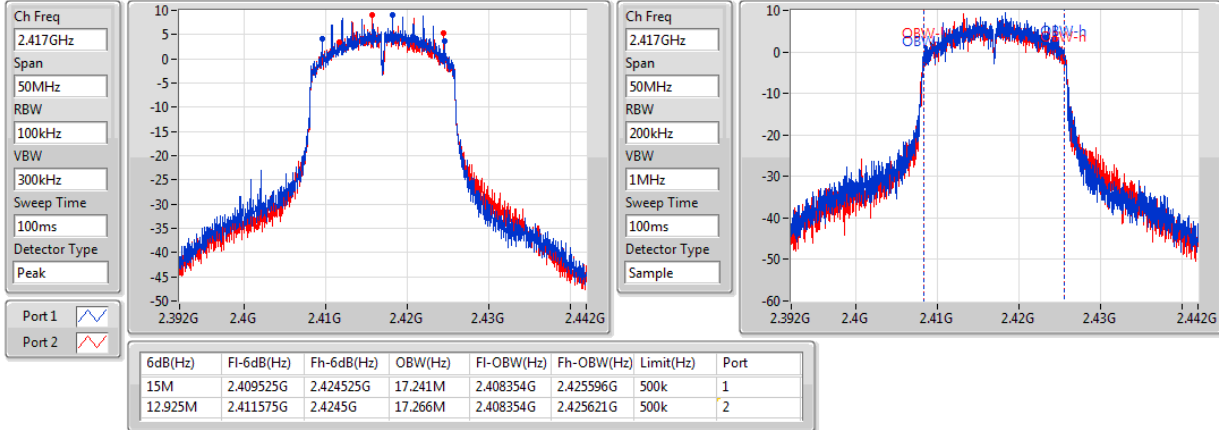 Ch Freq
2.417GHz
Span
50MHz
RBW
100kHz
VBW
300kHz
Sweep Time
100ms
Detector Type
Peak
Port 1
Port 2
10
5
0
-5
-10
-15
-20
-25
-30
-35
-40
-45
-50
2.392G 2.4G 2.41G 2.42G 2.43G 2.442G
Ch Freq
2.417GHz
Span
50MHz
RBW
200kHz
VBW
1MHz
Sweep Time
100ms
Detector Type
Sample
10
0
-10
-20
-30
-40
-50
-60
OBW-h
2.392G 2.4G 2.41G 2.42G 2.43G 2.442G
6dB(Hz) Fl-6dB(Hz) Fh-6dB(Hz) OBW(Hz) Fl-OBW(Hz) Fh-OBW(Hz) Limit(Hz) Port
15M 2.409525G 2.424525G 17.241M 2.408354G 2.425596G 500k 1
12.925M 2.411575G 2.4245G 17.266M 2.408354G 2.425621G 500k 2